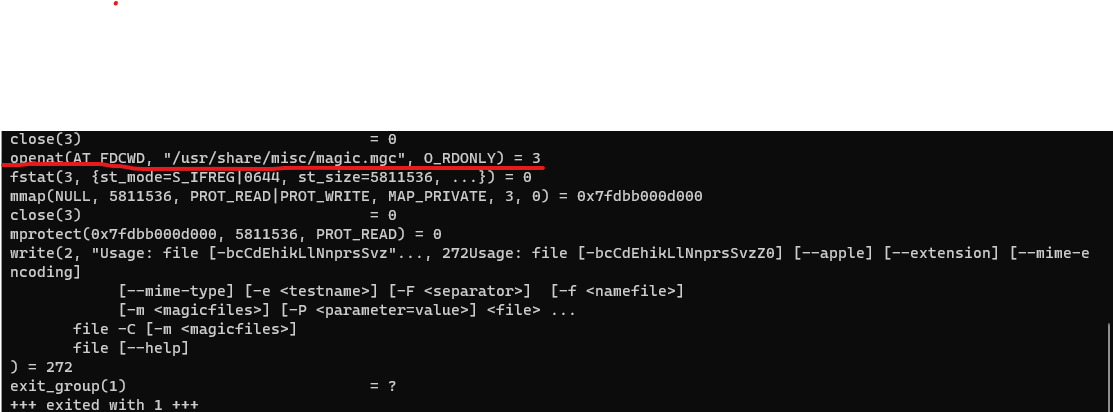 close(3)                                = 0
openat(AT_FDCWD, "/usr/share/misc/magic.mgc", O_RDONLY) = 3
fstat(3, {st_mode=S_IFREG|0644, st_size=5811536, ...}) = 0
mmap(NULL, 5811536, PROT_READ|PROT_WRITE, MAP_PRIVATE, 3, 0) = 0x7fdbb000d000
close(3)                                = 0
mprotect(0x7fdbb000d000, 5811536, PROT_READ) = 0
write(2, "Usage: file [-bcCdEhikLlNnprsSvz"..., 272Usage: file [-bcCdEhikLlNnprsSvzZ0] [--apple] [--extension] [--mime-e
ncoding]
            [--mime-type] [-e <testname>] [-F <separator>]  [-f <namefile>]
            [-m <magicfiles>] [-P <parameter=value>] <file> ...
       file -C [-m <magicfiles>]
       file [--help]
) = 272
exit_group(1)                           = ?
+++ exited with 1 +++